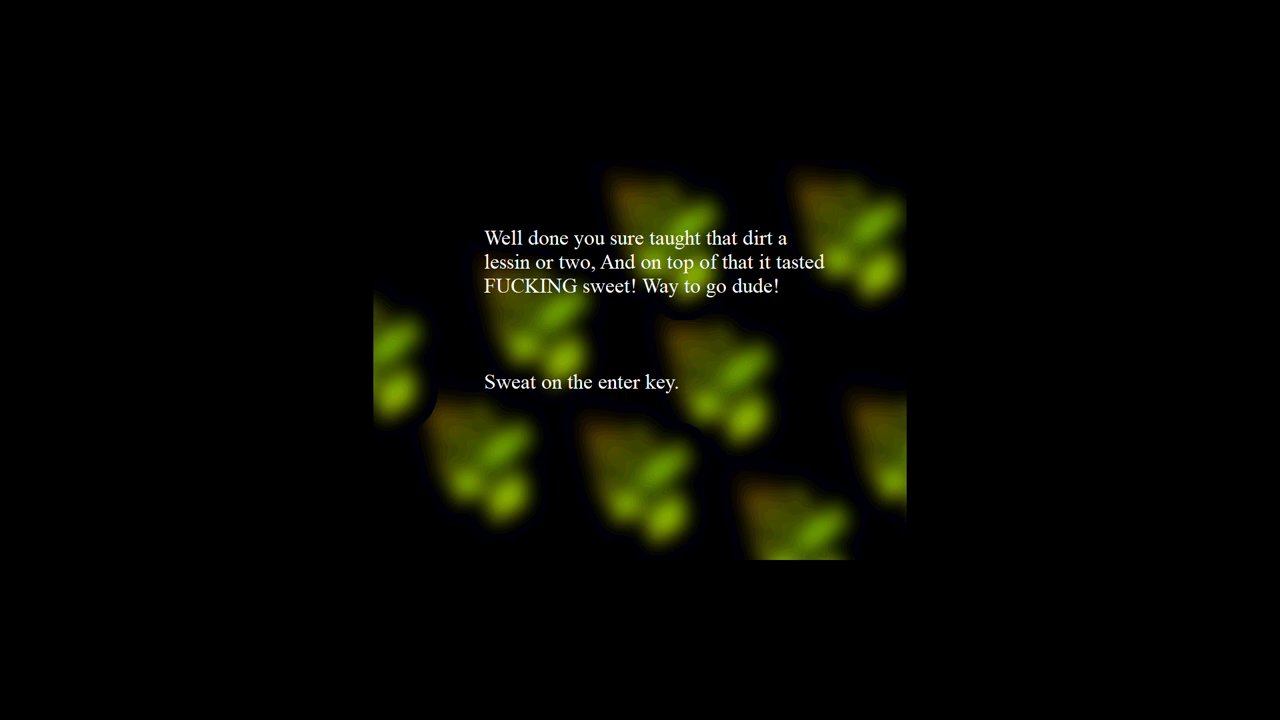 Well done you sure taught that dirt a
lessin or two, And on top of that it tasted
FUCKING sweet! Way to go dude!
Sweat on the enter key.